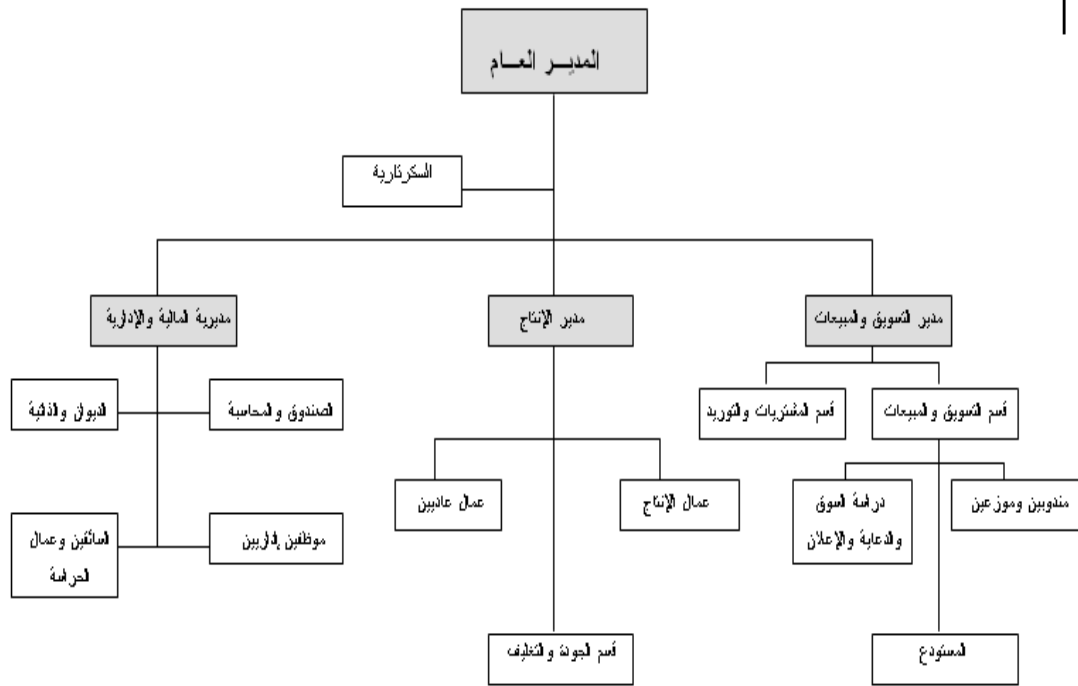 المديــر العــام
السكرتارية
مدير التسويق والمبيعات
مدير الإنتاج
مديرية المالية والإدارية
قسم التسويق والمبيعات
قسم المشتريات والتوريد
الصندوق والمحاسبة
الديوان والذاتية
مندوبين وموزعين
دراسة السوق
والدعاية والإعلان
عمال الإنتاج
عمال عاديين
موظفين إداريين
السائقين وعمال
الحراسة
المستودع
قسم الجودة والتغليف